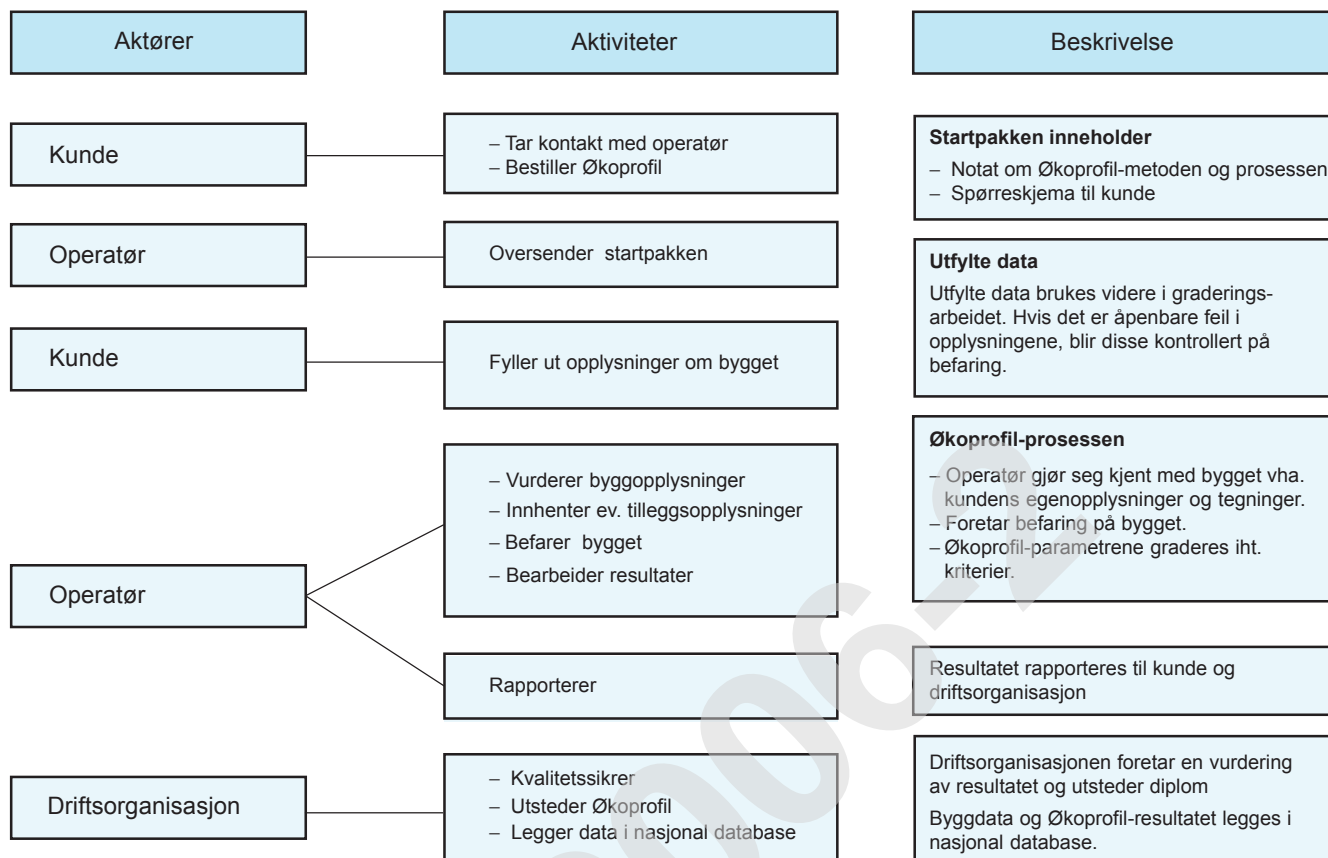 Aktører
Aktiviteter
Beskrivelse
Kunde
– Tar kontakt med operatør
– Bestiller Økoprofil
Startpakken inneholder
– Notat om Økoprofil-metoden og prosessen
– Spørreskjema til kunde
Operatør
Oversender startpakken
Utfylte data
Utfylte data brukes videre i graderings-
arbeidet. Hvis det er åpenbare feil i
opplysningene, blir disse kontrollert på
befaring.
Kunde
Fyller ut opplysninger om bygget
Operatør
– Vurderer byggopplysninger
– Innhenter ev. tilleggsopplysninger
– Befarer bygget
– Bearbeider resultater
Økoprofil-prosessen
– Operatør gjør seg kjent med bygget vha.
kundens egenopplysninger og tegninger.
– Foretar befaring på bygget.
– Økoprofil-parametrene graderes iht.
kriterier.
Rapporterer
Resultatet rapporteres til kunde og
driftsorganisasjon
Driftsorganisasjon
– Kvalitetssikrer
– Utsteder Økoprofil
– Legger data i nasjonal database
Driftsorganisasjonen foretar en vurdering
av resultatet og utsteder diplom
Byggdata og Økoprofil-resultatet legges i
nasjonal database.
006-2